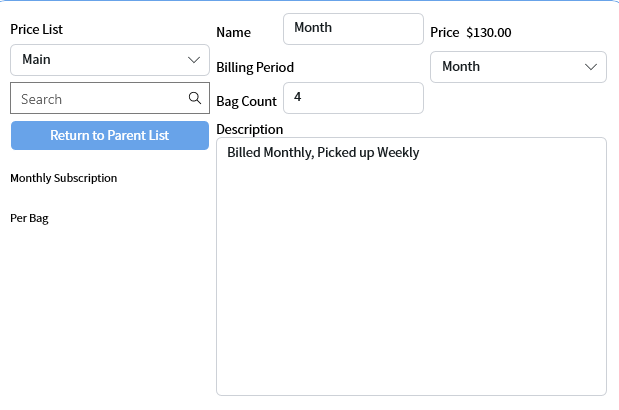 Price List
Main
Search
Return to Parent List
Monthly Subscription
Per Bag
Name Month Price $130.00
Billing Period Month
Bag Count 4
Description
Billed Monthly, Picked up Weekly